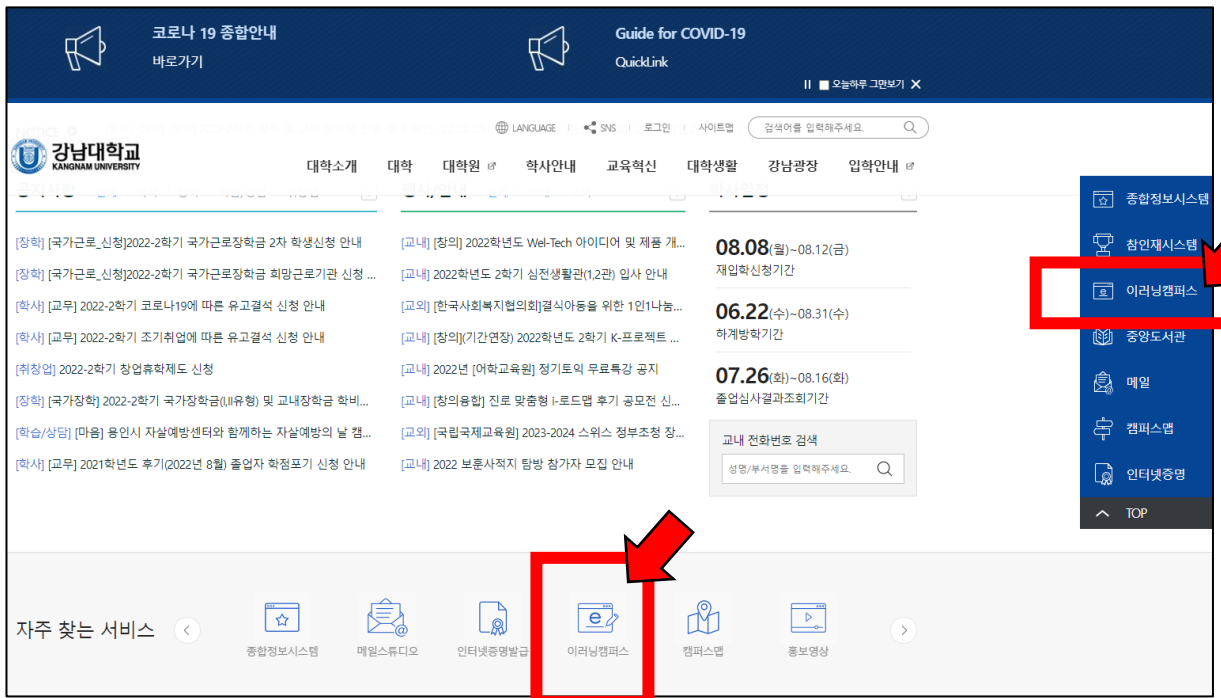 코로나 19 종합안내
바로가기
Guide for COVID-19
QuickLink
오늘하루 그만보기
LANGUAGE SNS 로그인 사이트맵 검색어를 입력해주세요.
강남대학교
KANGNAM UNIVERSITY
대학소개 대학 대학원 학사안내 교육혁신 대학생활 강남광장 입학안내
[장학] [국가근로_신청]2022-2학기 국가근로장학금 2차 학생신청 안내
[장학] [국가근로_신청]2022-2학기 국가근로장학금 희망근로기관 신청 ...
[학사] [교무] 2022-2학기 코로나19에 따른 유고결석 신청 안내
[학사] [교무] 2022-2학기 조기취업에 따른 유고결석 신청 안내
[취창업] 2022-2학기 창업휴학제도 신청
[장학] [국가장학] 2022-2학기 국가장학금(I,II유형) 및 교내장학금 학비...
[학습/상담] [마음] 용인시 자살예방센터와 함께하는 자살예방의 날 캠...
[학사] [교무] 2021학년도 후기(2022년 8월) 졸업자 학점포기 신청 안내
[교내] [창의] 2022학년도 Wel-Tech 아이디어 및 제품 개...
[교내] 2022학년도 2학기 심전생활관(1,2관) 입사 안내
[교외] [한국사회복지협의회]결식아동을 위한 1인1나눔...
[교내] [창의](기간연장) 2022학년도 2학기 K-프로젝트 ...
[교내] 2022년 [어학교육원] 정기토익 무료특강 공지
[교내] [창의융합] 진로 맞춤형 i-로드맵 후기 공모전 신...
[교외] [국립국제교육원] 2023-2024 스위스 정부초청 장...
[교내] 2022 보훈사적지 탐방 참가자 모집 안내
08.08(월)~08.12(금)
재입학신청기간
06.22(수)~08.31(수)
하계방학기간
07.26(화)~08.16(화)
졸업심사결과조회기간
교내 전화번호 검색
성명/부서명을 입력해주세요.
종합정보시스템
참인재시스템
이러닝캠퍼스
중앙도서관
메일
캠퍼스맵
인터넷증명
TOP
자주 찾는 서비스
종합정보시스템 메일스튜디오 인터넷증명발급 이러닝캠퍼스 캠퍼스맵 홍보영상